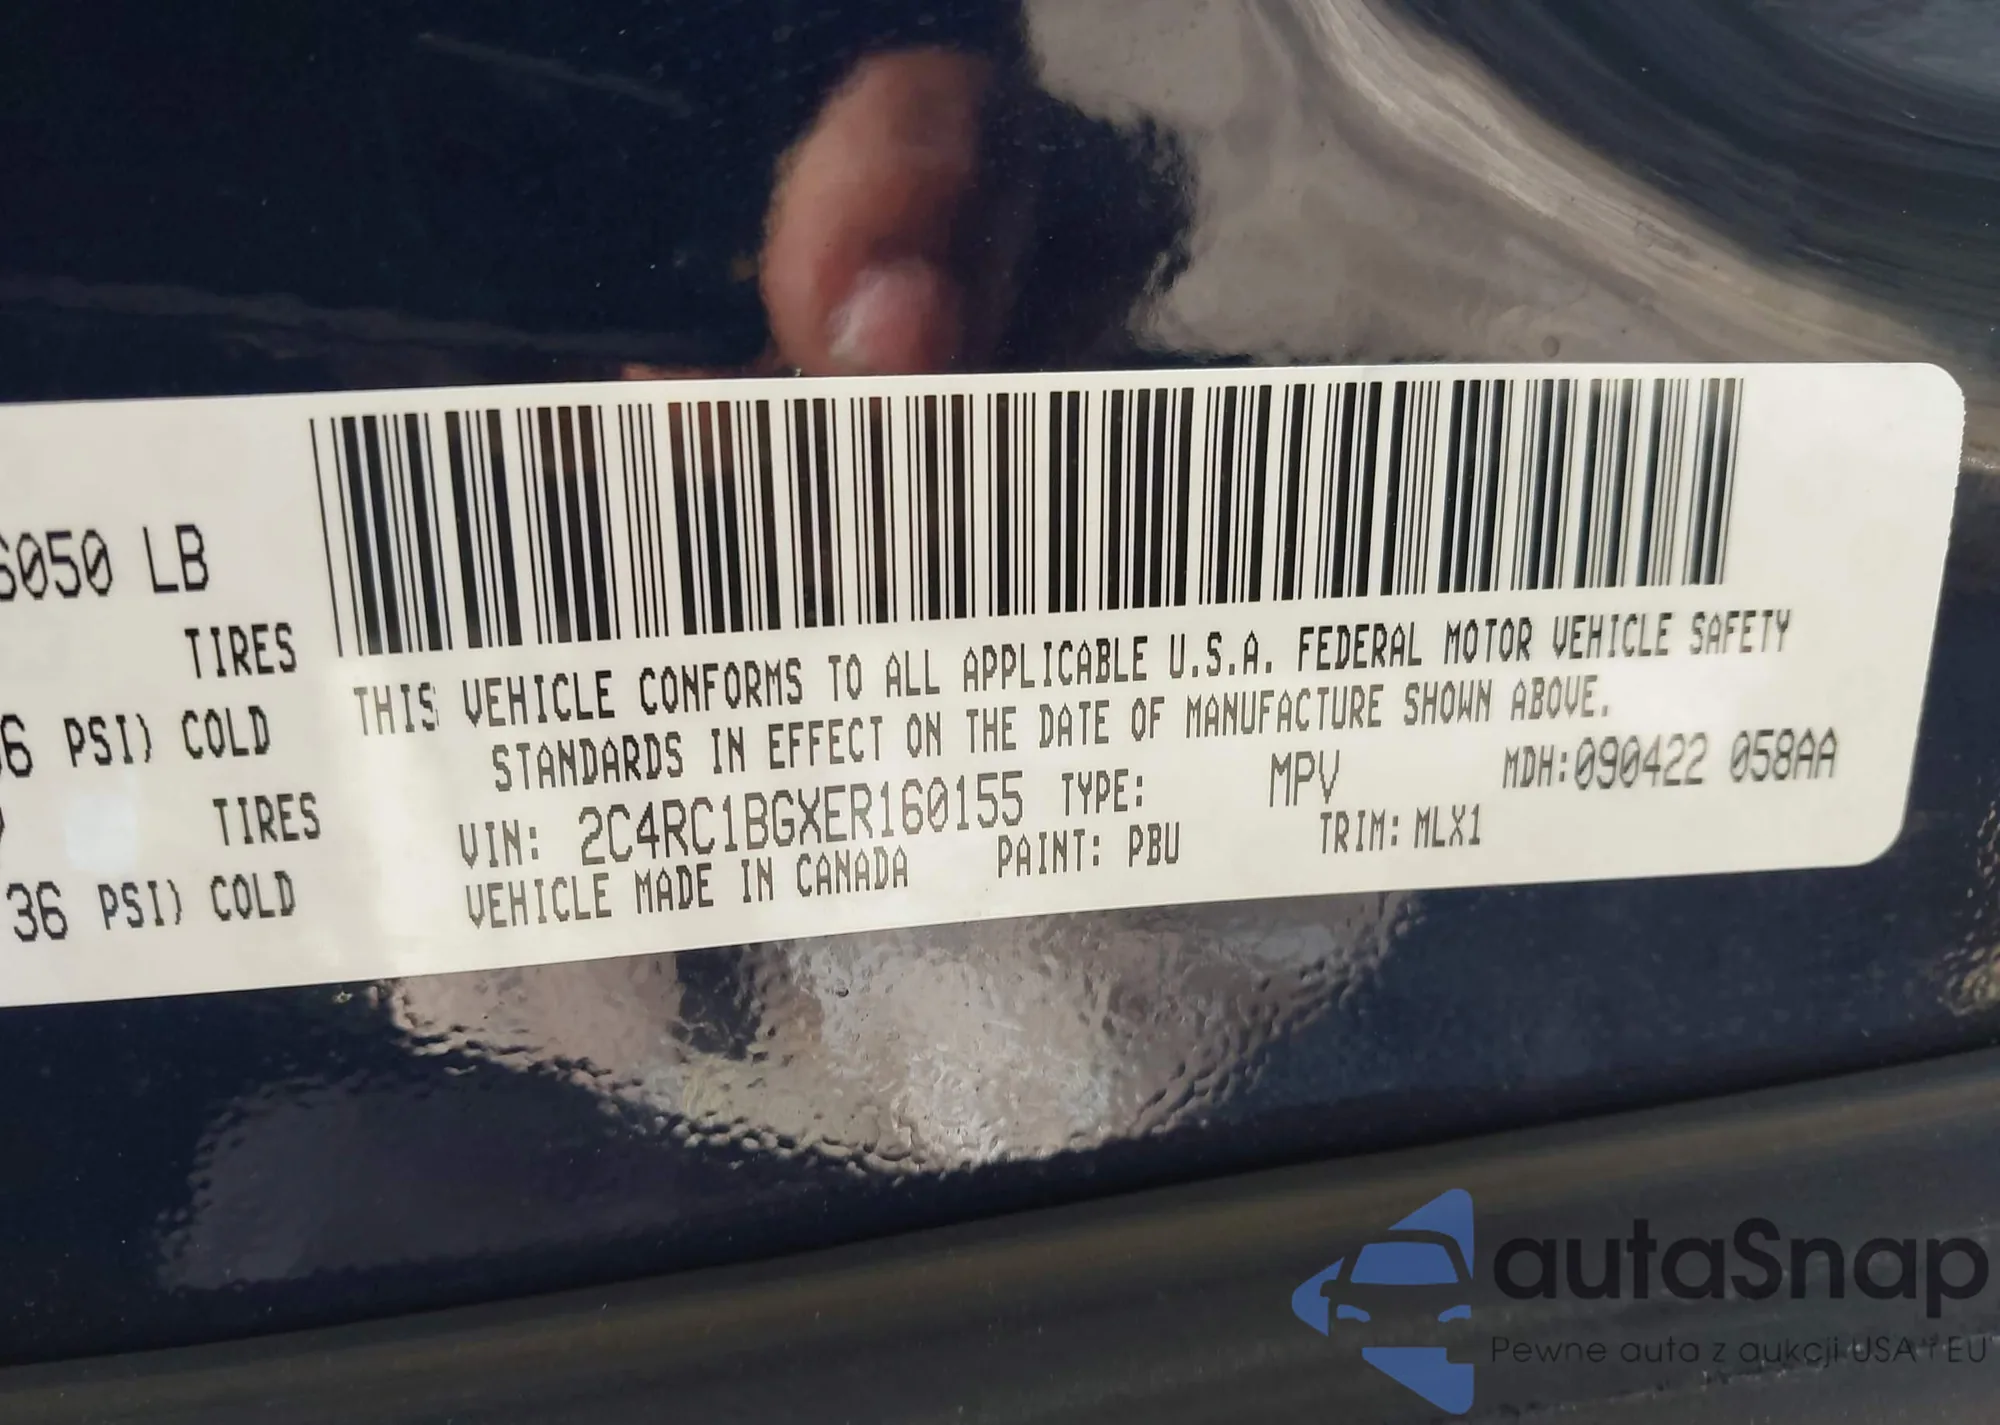 6050 LB
TIRES
6 PSI) COLD
TIRES
36 PSI) COLD
THIS VEHICLE CONFORMS TO ALL APPLICABLE U.S.A. FEDERAL MOTOR VEHICLE SAFETY
STANDARDS IN EFFECT ON THE DATE OF MANUFACTURE SHOWN ABOVE.
VIN: 2C4RC1BGXER160155 TYPE: MPV MDH:090422 058AA
VEHICLE MADE IN CANADA PAINT: PBU TRIM: MLX1
autaSnap
Pewne auta z aukcji USA i EU